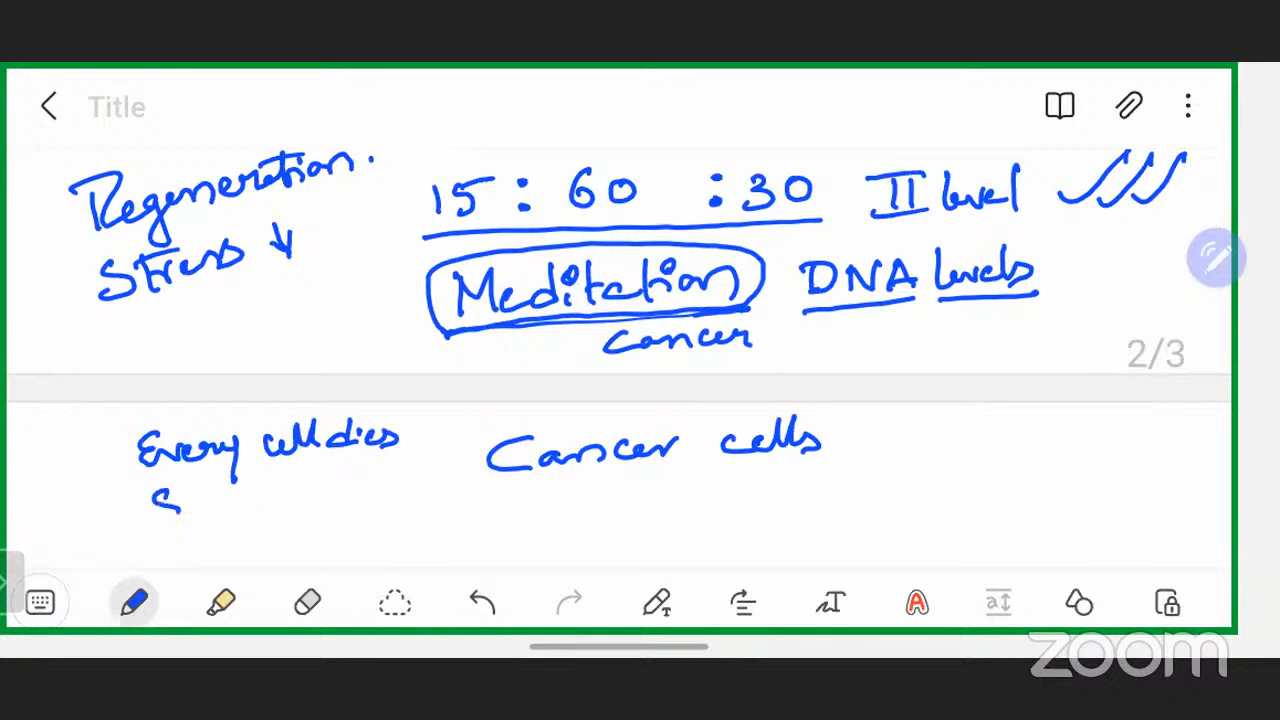 Title
Regeneration.
15 : 60 : 30 II level
Stress ↓
Meditation DNA levels
cancer
2/3
Every cell dies Cancer cells
S
zoom